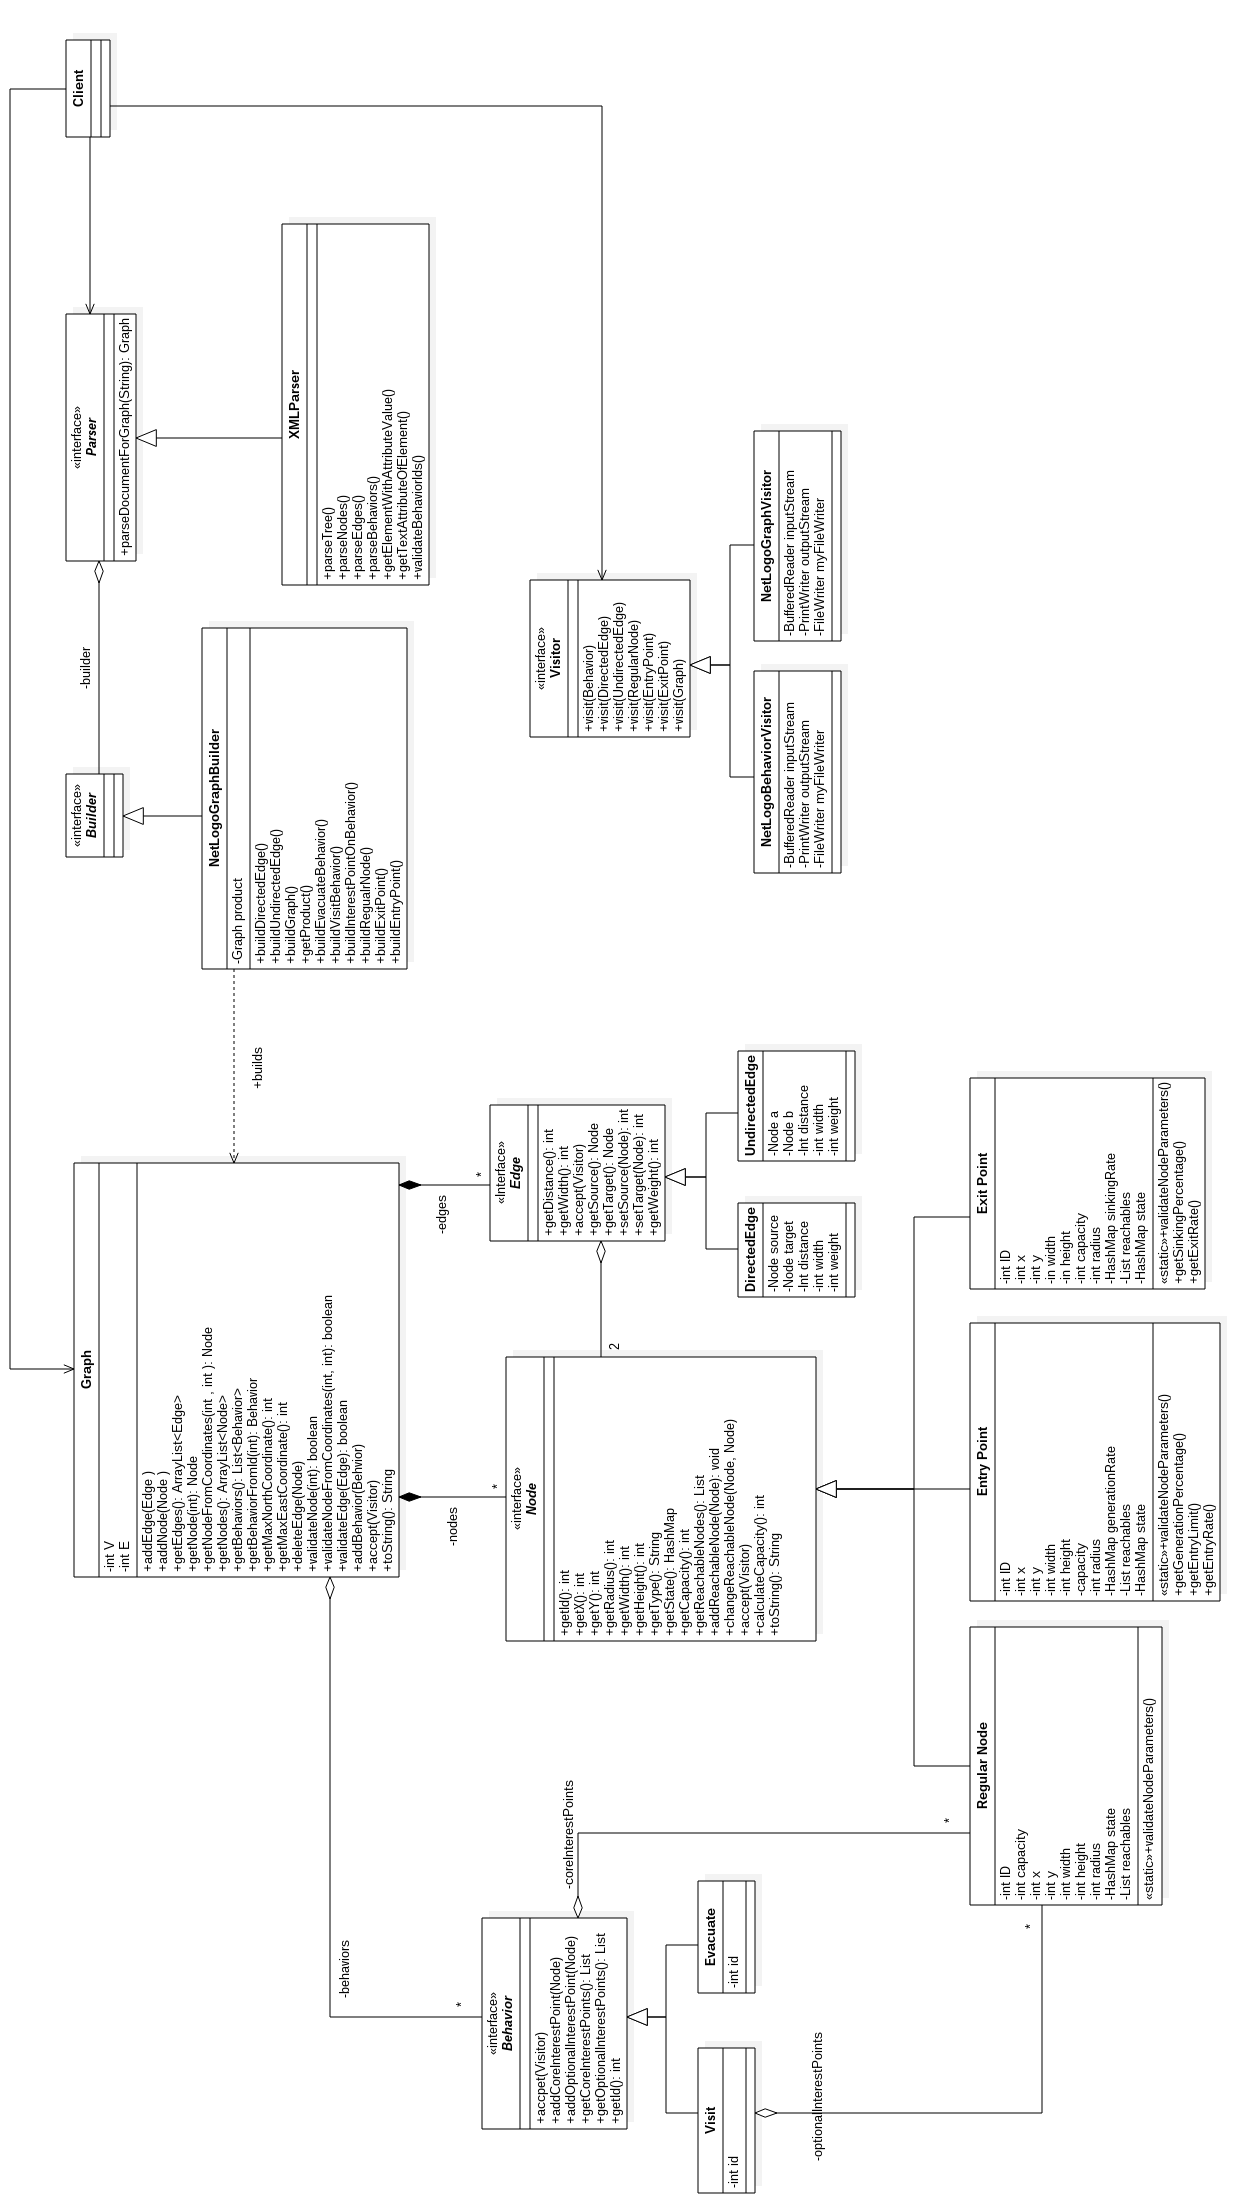 Graph
-int V
-int E
+addEdge(Edge )
+addNode(Node )
+getEdges(): ArrayList<Edge>
+getNode(int): Node
+getNodeFromCoordinates(int , int ): Node
+getNodes(): ArrayList<Node>
+getBehaviors(): List<Behavior>
+getBehaviorFromId(int): Behavior
+getMaxNorthCoordinate(): int
+getMaxEastCoordinate(): int
+deleteEdge(Node)
+validateNode(int): boolean
+validateNodeFromCoordinates(int, int): boolean
+validateEdge(Edge): boolean
+addBehavior(Behvior)
+accept(Visitor)
+toString(): String
+builds
«interface»
Builder
-builder
«interface»
Parser
+parseDocumentForGraph(String): Graph
Client
NetLogoGraphBuilder
-Graph product
+buildDirectedEdge()
+buildUndirectedEdge()
+buildGraph()
+getProduct()
+buildEvacuateBehavior()
+buildVisitBehavior()
+buildInterestPointOnBehavior()
+buildRegualrNode()
+buildExitPoint()
+buildEntryPoint()
XMLParser
+parseTree()
+parseNodes()
+parseEdges()
+parseBehaviors()
+getElementWithAttributeValue()
+getTextAttributeOfElement()
+validateBehaviorIds()
-behaviors
*
-nodes
*
-edges
*
«interface»
Behavior
+accpet(Visitor)
+addCoreInterestPoint(Node)
+addOptionalInterestPoint(Node)
+getCoreInterestPoints(): List
+getOptionalInterestPoints(): List
+getId(): int
-coreInterestPoints
*
«interface»
Node
+getId(): int
+getX(): int
+getY(): int
+getRadius(): int
+getWidth(): int
+getHeight(): int
+getType(): String
+getState(): HashMap
+getCapacity(): int
+getReachableNodes(): List
+addReachableNode(Node): void
+changeReachableNode(Node, Node)
+accept(Visitor)
+calculateCapacity(): int
+toString(): String
2
«Interface»
Edge
+getDistance(): int
+getWidth(): int
+accept(Visitor)
+getSource(): Node
+getTarget(): Node
+setSource(Node): int
+setTarget(Node): int
+getWeight(): int
«interface»
Visitor
+visit(Behavior)
+visit(DirectedEdge)
+visit(UndirectedEdge)
+visit(RegularNode)
+visit(EntryPoint)
+visit(ExitPoint)
+visit(Graph)
Visit
-int id
Evacuate
-int id
DirectedEdge
-Node source
-Node target
-Int distance
-int width
-int weight
UndirectedEdge
-Node a
-Node b
-Int distance
-int width
-int weight
NetLogoBehaviorVisitor
-BufferedReader inputStream
-PrintWriter outputStream
-FileWriter myFileWriter
NetLogoGraphVisitor
-BufferedReader inputStream
-PrintWriter outputStream
-FileWriter myFileWriter
-optionalInterestPoints
*
Regular Node
-int ID
-int capacity
-int x
-int y
-int width
-int height
-int radius
-HashMap state
-List reachables
«static»+validateNodeParameters()
Entry Point
-int ID
-int x
-int y
-int width
-int height
-capacity
-int radius
-HashMap generationRate
-List reachables
-HashMap state
«static»+validateNodeParameters()
+getGenerationPercentage()
+getEntryLimit()
+getEntryRate()
Exit Point
-int ID
-int x
-int y
-in width
-int height
-int capacity
-int radius
-HashMap sinkingRate
-List reachables
-HashMap state
«static»+validateNodeParameters()
+getSinkingPercentage()
+getExitRate()